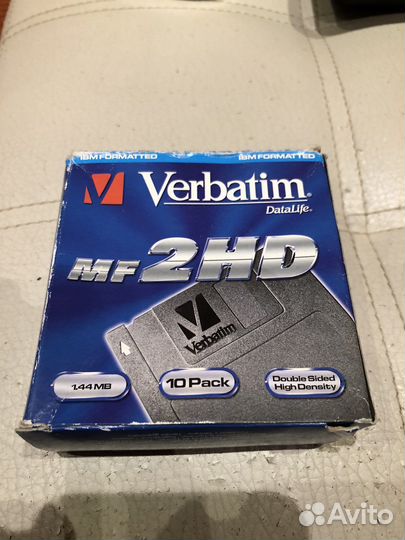 IBM FORMATTED IBM FORMATTED
Verbatim®
DataLife®
MF 2HD
Verbatim
1.44 MB
10 Pack
Double Sided
High Density
Avito